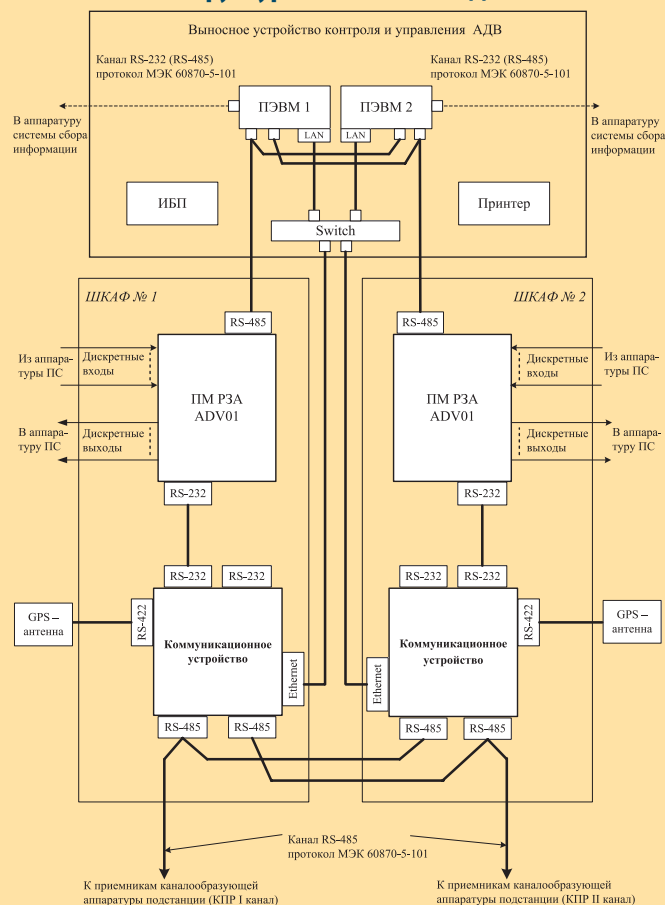 Выносное устройство контроля и управления АДВ
Канал RS-232 (RS-485)
протокол МЭК 60870-5-101
Канал RS-232 (RS-485)
протокол МЭК 60870-5-101
ПЭВМ 1
ПЭВМ 2
LAN
LAN
В аппаратуру
системы сбора
информации
В аппаратуру
системы сбора
информации
ИБП
Принтер
Switch
ШКАФ № 1
ШКАФ № 2
RS-485
RS-485
Из аппара-
туры ПС
Дискретные
входы
ПМ РЗА
ADV01
В аппара-
туру ПС
Дискретные
выходы
ПМ РЗА
ADV01
Дискретные
входы
Из аппара-
туры ПС
Дискретные
выходы
В аппара-
туру ПС
RS-232
RS-232
RS-232
RS-232
RS-232
RS-232
GPS –
антенна
RS-422
Коммуникационное
устройство
Ethernet
Ethernet
Коммуникационное
устройство
RS-422
GPS –
антенна
RS-485
RS-485
RS-485
RS-485
Канал RS-485
протокол МЭК 60870-5-101
К приемникам каналообразующей
аппаратуры подстанции (КПР I канал)
К приемникам каналообразующей
аппаратуры подстанции (КПР II канал)